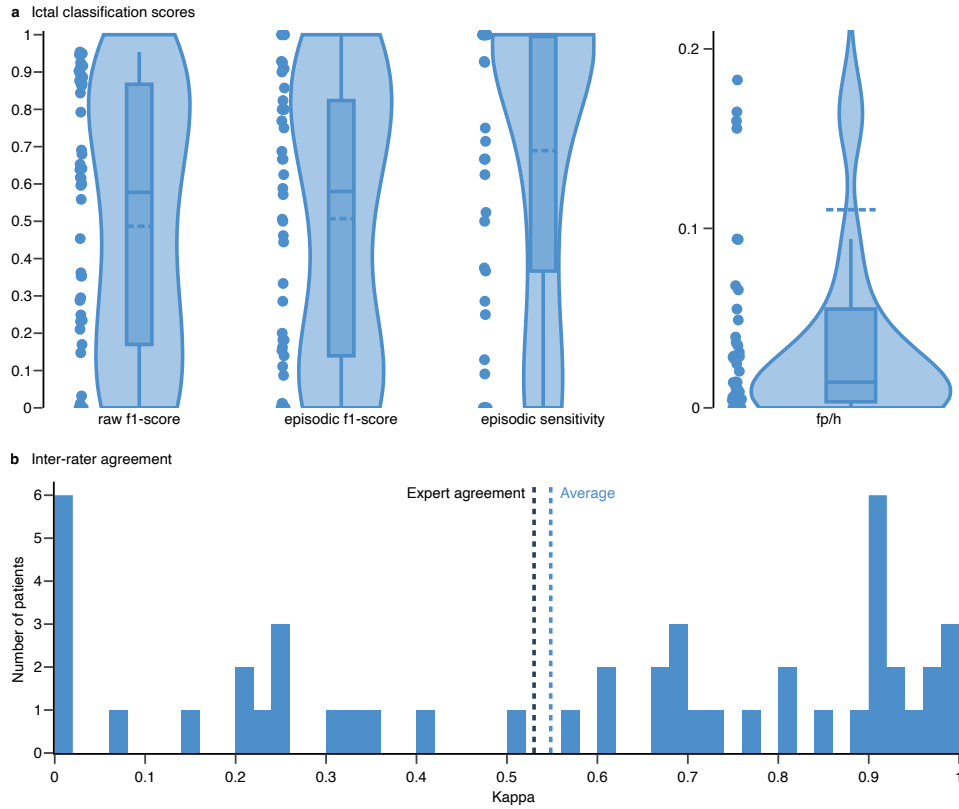 a Ictal classification scores
1
0.9
0.8
0.7
0.6
0.5
0.4
0.3
0.2
0.1
0
0.2
0.1
0
raw f1-score
episodic f1-score
episodic sensitivity
fp/h
b Inter-rater agreement
Expert agreement
Average
Number of patients
6
5
4
3
2
1
0
0 0.1 0.2 0.3 0.4 0.5 0.6 0.7 0.8 0.9 1
Kappa